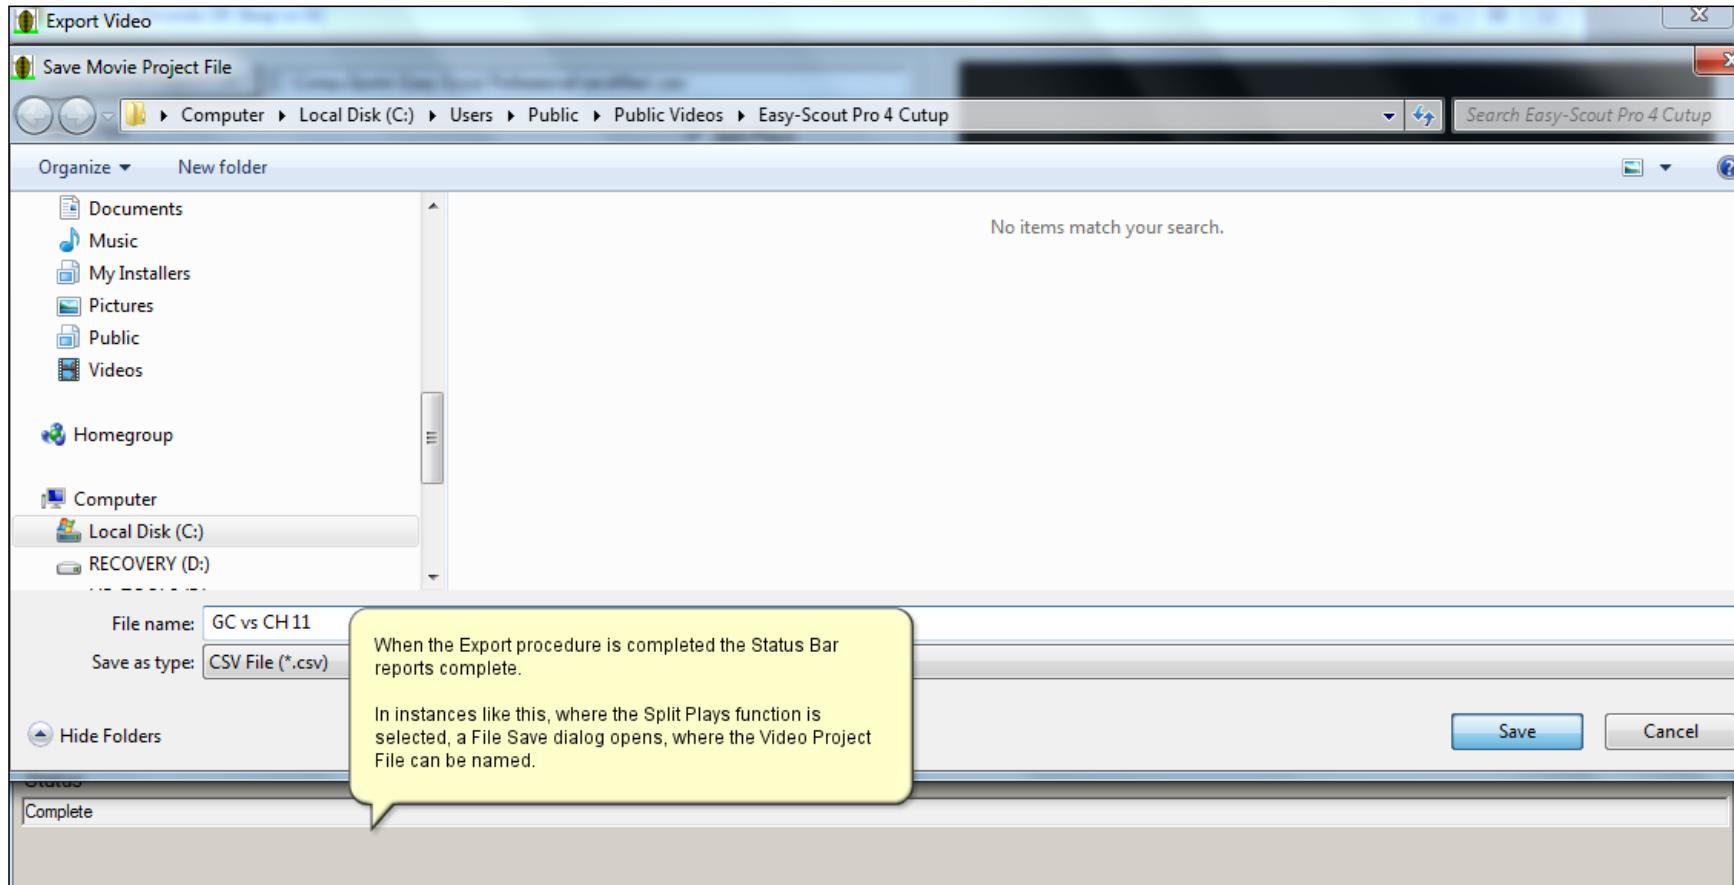 Export Video
Save Movie Project File
Computer Local Disk (C:) Users Public Public Videos Easy-Scout Pro 4 Cutup
Search Easy-Scout Pro 4 Cutup
Organize New folder
Documents
No items match your search.
Music
My Installers
Pictures
Public
Videos
Homegroup
Computer
Local Disk (C:)
RECOVERY (D:)
File name: GC vs CH 11
Save as type: CSV File (*.csv)
When the Export procedure is completed the Status Bar
reports complete.
In instances like this, where the Split Plays function is
selected, a File Save dialog opens, where the Video Project
File can be named.
Hide Folders
Save Cancel
Status
Complete